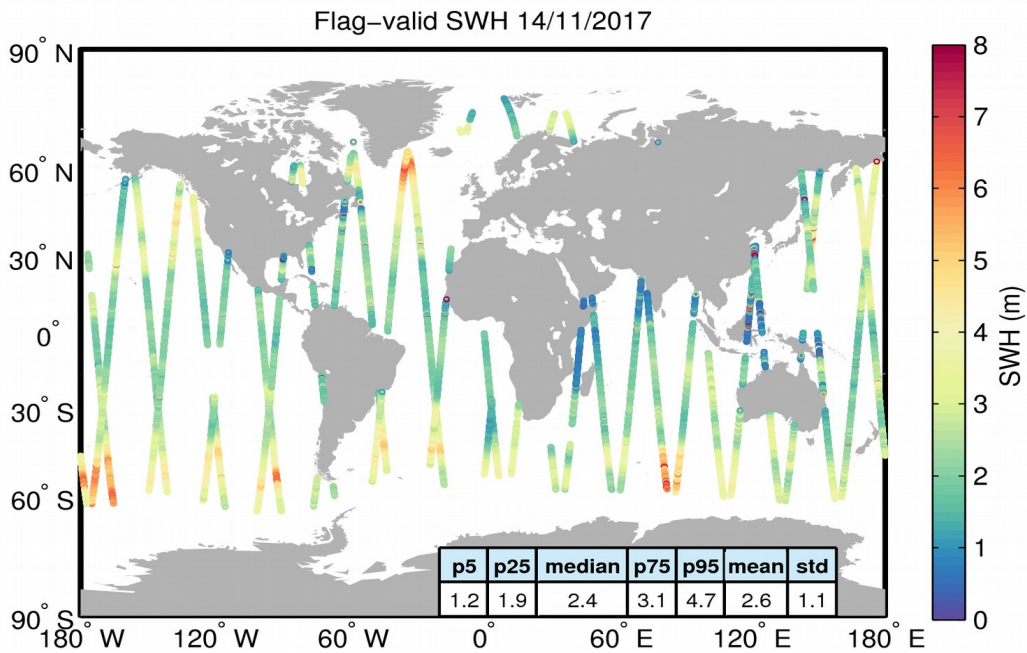 Flag−valid SWH 14/11/2017
90° N
60° N
30° N
0°
30° S
60° S
90° S
180° W
120° W
60° W
0°
60° E
120° E
180° E
p5 p25 median p75 p95 mean std
1.2 1.9 2.4 3.1 4.7 2.6 1.1
8
7
6
5
4
3
2
1
0
SWH (m)